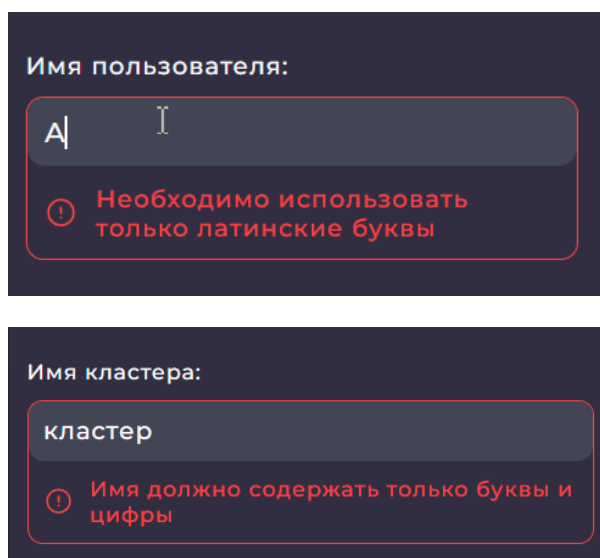 Имя пользователя:
А
Необходимо использовать
только латинские буквы
Имя кластера:
кластер
Имя должно содержать только буквы и
цифры